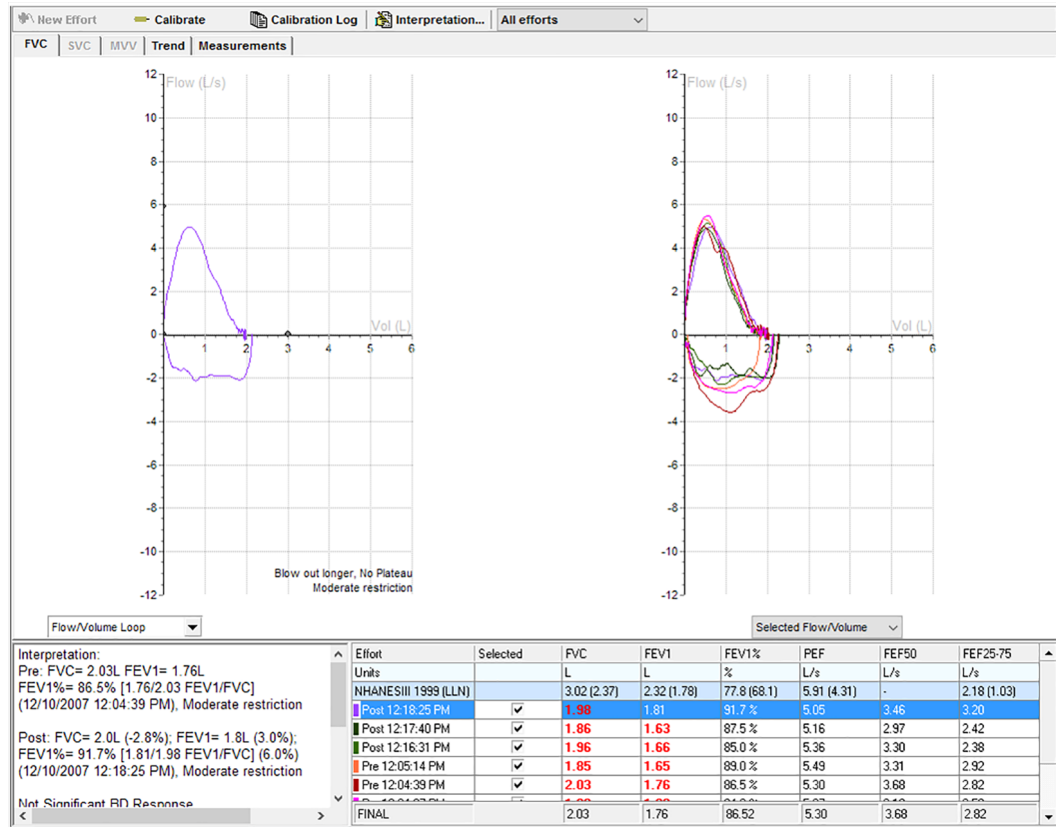 New Effort Calibrate Calibration Log Interpretation... All efforts
FVC SVC MVV Trend Measurements
Flow (L/s)
12
10
8
6
4
2
0
-2
-4
-6
-8
-10
-12
1 2 3 4 5 6
Vol (L)
Blow out longer, No Plateau
Moderate restriction
Flow/Volume Loop
Flow (L/s)
12
10
8
6
4
2
0
-2
-4
-6
-8
-10
-12
1 2 3 4 5 6
Vol (L)
Selected Flow/Volume
Interpretation:
Pre: FVC= 2.03L FEV1= 1.76L
FEV1%= 86.5% [1.76/2.03 FEV1/FVC]
(12/10/2007 12:04:39 PM), Moderate restriction
Post: FVC= 2.0L (-2.8%); FEV1= 1.8L (3.0%);
FEV1%= 91.7% [1.81/1.98 FEV1/FVC] (6.0%)
(12/10/2007 12:18:25 PM), Moderate restriction
Not Significant BD Response
Effort Selected FVC FEV1 FEV1% PEF FEF50 FEF25-75
Units L L % L/s L/s L/s
NHANESIII 1999 (LLN) 3.02 (2.37) 2.32 (1.78) 77.8 (68.1) 5.91 (4.31) - 2.18 (1.03)
Post 12:18:25 PM 1.98 1.81 91.7 % 5.05 3.46 3.20
Post 12:17:40 PM 1.86 1.63 87.5 % 5.16 2.97 2.42
Post 12:16:31 PM 1.96 1.66 85.0 % 5.36 3.30 2.38
Pre 12:05:14 PM 1.85 1.65 89.0 % 5.49 3.31 2.92
Pre 12:04:39 PM 2.03 1.76 86.5 % 5.30 3.68 2.82
FINAL 2.03 1.76 86.52 5.30 3.68 2.82